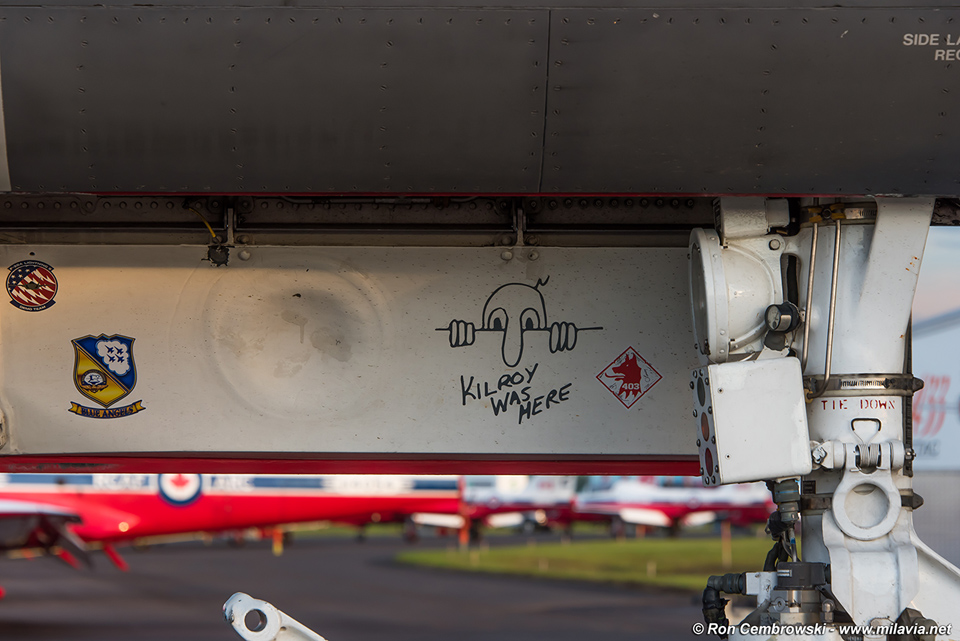 SIDE LA
REC
BLUE ANGELS
KILROY
WAS
HERE
403
TIE DOWN
© Ron Cembrowski - www.milavia.net